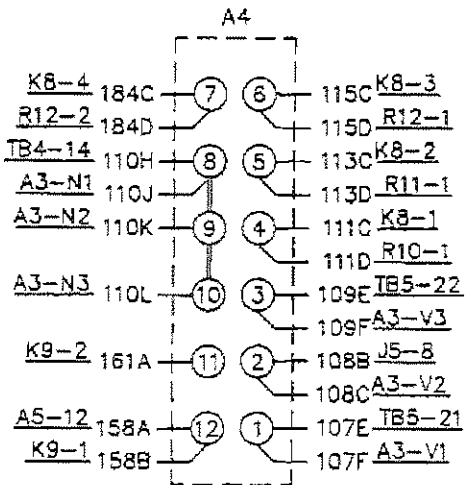 A4
K8-4 184C 7 6 115C K8-3
R12-2 184D 115D R12-1
TB4-14 110H 8 5 113C K8-2
A3-N1 110J 113D R11-1
A3-N2 110K 9 4 111C K8-1
111D R10-1
A3-N3 110L 10 3 109E TB5-22
109F A3-V3
K9-2 161A 11 2 108B J5-8
108C A3-V2
A5-12 158A 12 1 107E TB5-21
K9-1 158B 107F A3-V1